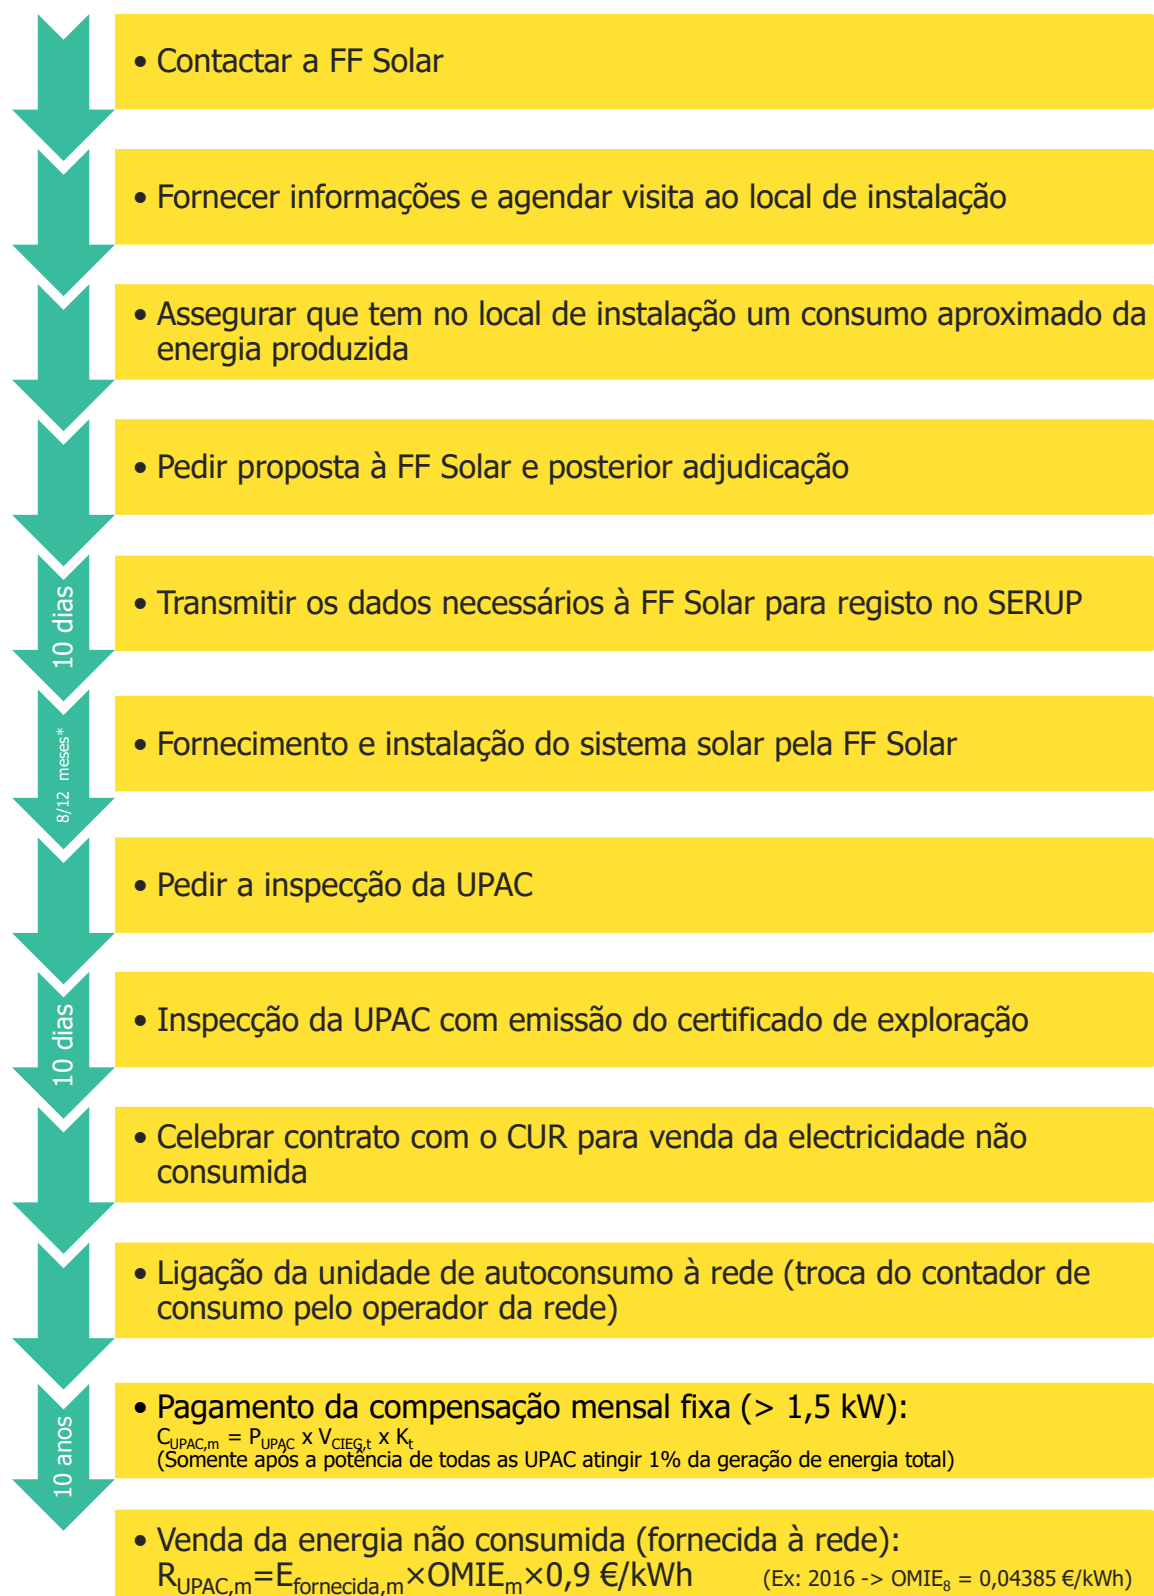 • Contactar a FF Solar
• Fornecer informações e agendar visita ao local de instalação
• Assegurar que tem no local de instalação um consumo aproximado da
energia produzida
• Pedir proposta à FF Solar e posterior adjudicação
10 dias
• Transmitir os dados necessários à FF Solar para registo no SERUP
8/12 meses*
• Fornecimento e instalação do sistema solar pela FF Solar
• Pedir a inspecção da UPAC
10 dias
• Inspecção da UPAC com emissão do certificado de exploração
• Celebrar contrato com o CUR para venda da electricidade não
consumida
• Ligação da unidade de autoconsumo à rede (troca do contador de
consumo pelo operador da rede)
10 anos
• Pagamento da compensação mensal fixa (> 1,5 kW):
C_UPAC,m = P_UPAC x V_CIEG,t x K_t
(Somente após a potência de todas as UPAC atingir 1% da geração de energia total)
• Venda da energia não consumida (fornecida à rede):
R_UPAC,m=E_fornecida,m×OMIE_m×0,9 €/kWh (Ex: 2016 -> OMIE₈ = 0,04385 €/kWh)